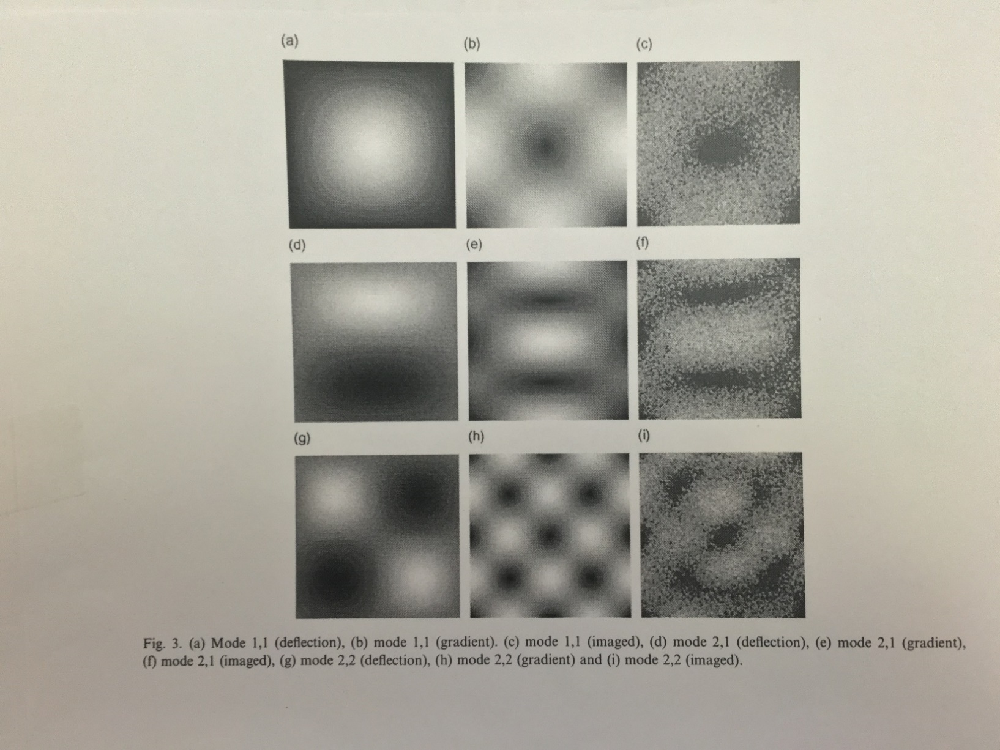 (a) (b) (c)
(d) (e) (f)
(g) (h) (i)
Fig. 3. (a) Mode 1,1 (deflection), (b) mode 1,1 (gradient). (c) mode 1,1 (imaged), (d) mode 2,1 (deflection), (e) mode 2,1 (gradient),
(f) mode 2,1 (imaged), (g) mode 2,2 (deflection), (h) mode 2,2 (gradient) and (i) mode 2,2 (imaged).